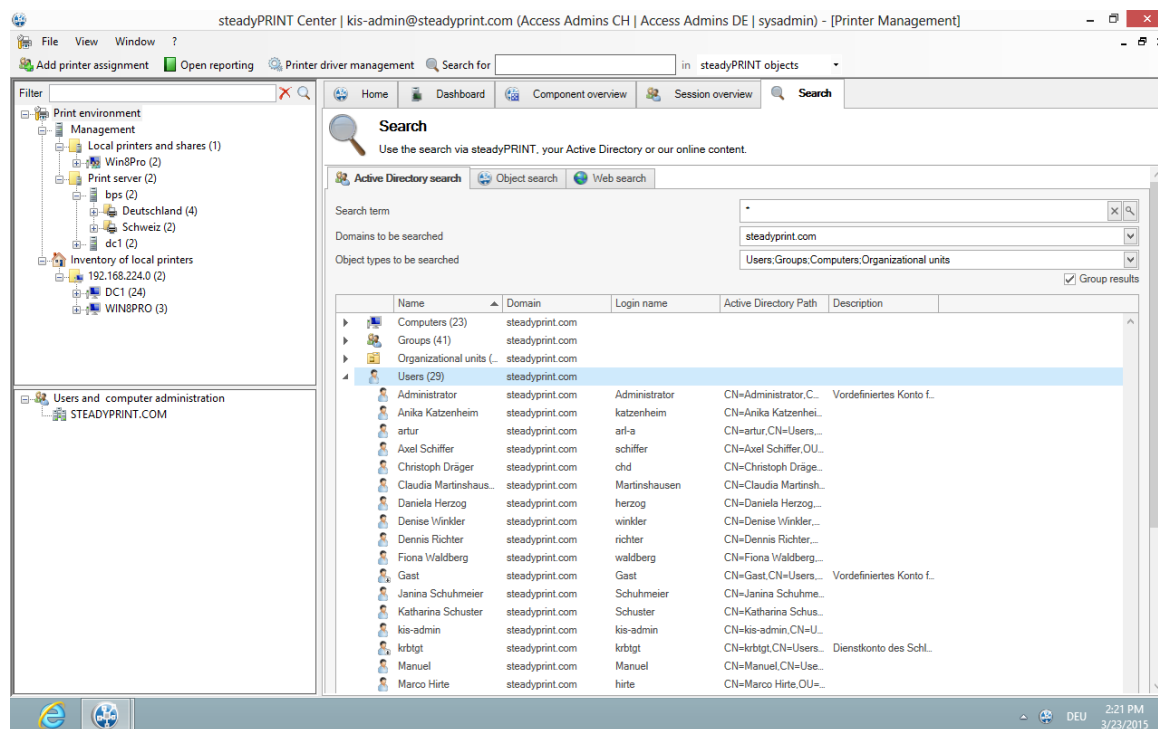 steadyPRINT Center | kis-admin@steadyprint.com (Access Admins CH | Access Admins DE | sysadmin) - [Printer Management]
File View Window ?
Add printer assignment Open reporting Printer driver management Search for in steadyPRINT objects
Filter
Print environment
Management
Local printers and shares (1)
Win8Pro (2)
Print server (2)
bps (2)
Deutschland (4)
Schweiz (2)
dc1 (2)
Inventory of local printers
192.168.224.0 (2)
DC1 (24)
WIN8PRO (3)
Users and computer administration
STEADYPRINT.COM
Home Dashboard Component overview Session overview Search
Search
Use the search via steadyPRINT, your Active Directory or our online content.
Active Directory search Object search Web search
Search term *
Domains to be searched steadyprint.com
Object types to be searched Users;Groups;Computers;Organizational units
Group results
Name Domain Login name Active Directory Path Description
Computers (23) steadyprint.com
Groups (41) steadyprint.com
Organizational units (... steadyprint.com
Users (29) steadyprint.com
Administrator steadyprint.com Administrator CN=Administrator,C... Vordefiniertes Konto f...
Anika Katzenheim steadyprint.com katzenheim CN=Anika Katzenhei...
artur steadyprint.com arl-a CN=artur,CN=Users,...
Axel Schiffer steadyprint.com schiffer CN=Axel Schiffer,OU...
Christoph Dräger steadyprint.com chd CN=Christoph Dräge...
Claudia Martinshaus... steadyprint.com Martinshausen CN=Claudia Martinsh...
Daniela Herzog steadyprint.com herzog CN=Daniela Herzog,...
Denise Winkler steadyprint.com winkler CN=Denise Winkler,...
Dennis Richter steadyprint.com richter CN=Dennis Richter,...
Fiona Waldberg steadyprint.com waldberg CN=Fiona Waldberg,...
Gast steadyprint.com Gast CN=Gast,CN=Users,... Vordefiniertes Konto f...
Janina Schuhmeier steadyprint.com Schuhmeier CN=Janina Schuhme...
Katharina Schuster steadyprint.com Schuster CN=Katharina Schus...
kis-admin steadyprint.com kis-admin CN=kis-admin,CN=U...
krbtgt steadyprint.com krbtgt CN=krbtgt,CN=Users... Dienstkonto des Schl...
Manuel steadyprint.com Manuel CN=Manuel,CN=Use...
Marco Hirte steadyprint.com hirte CN=Marco Hirte,OU=...
DEU 2:21 PM
3/23/2015